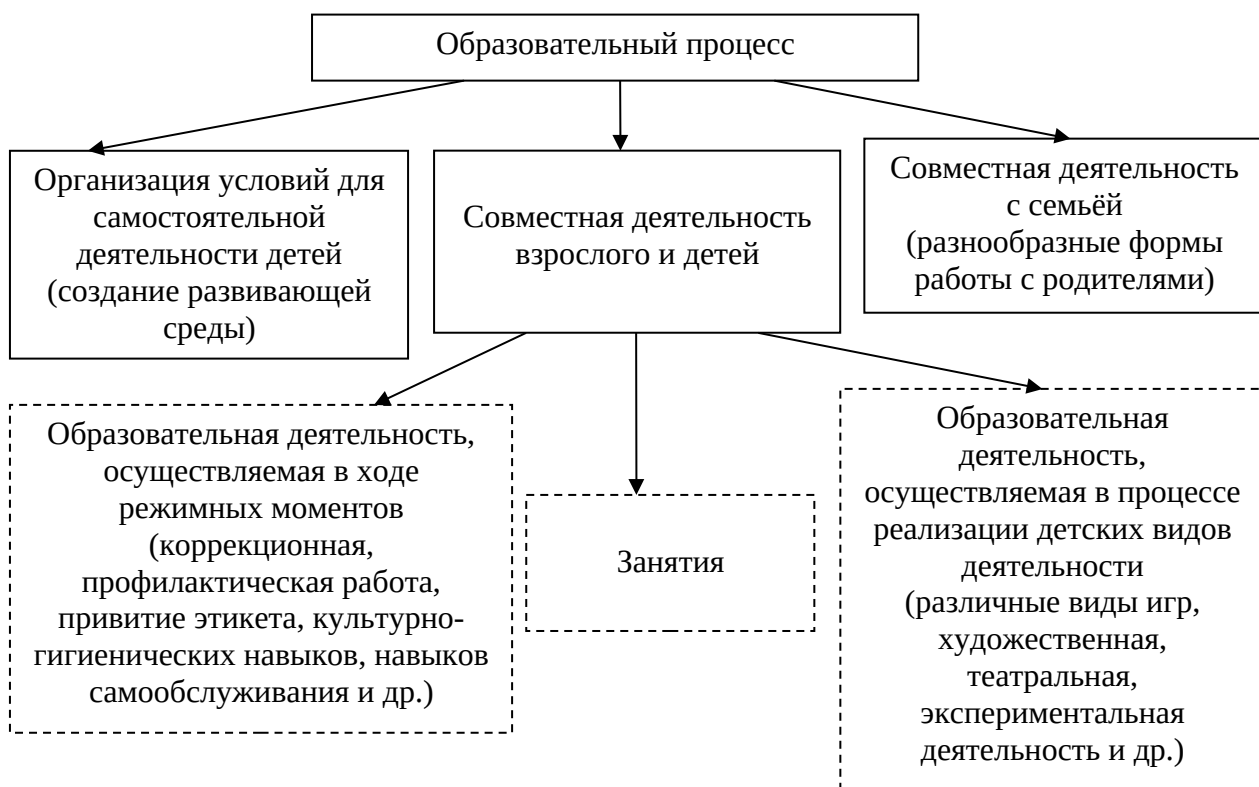 Образовательный процесс
Организация условий для
самостоятельной
деятельности детей
(создание развивающей
среды)
Совместная деятельность
взрослого и детей
Совместная деятельность
с семьёй
(разнообразные формы
работы с родителями)
Образовательная деятельность,
осуществляемая в ходе
режимных моментов
(коррекционная,
профилактическая работа,
привитие этикета, культурно-
гигиенических навыков, навыков
самообслуживания и др.)
Занятия
Образовательная
деятельность,
осуществляемая в процессе
реализации детских видов
деятельности
(различные виды игр,
художественная,
театральная,
экспериментальная
деятельность и др.)